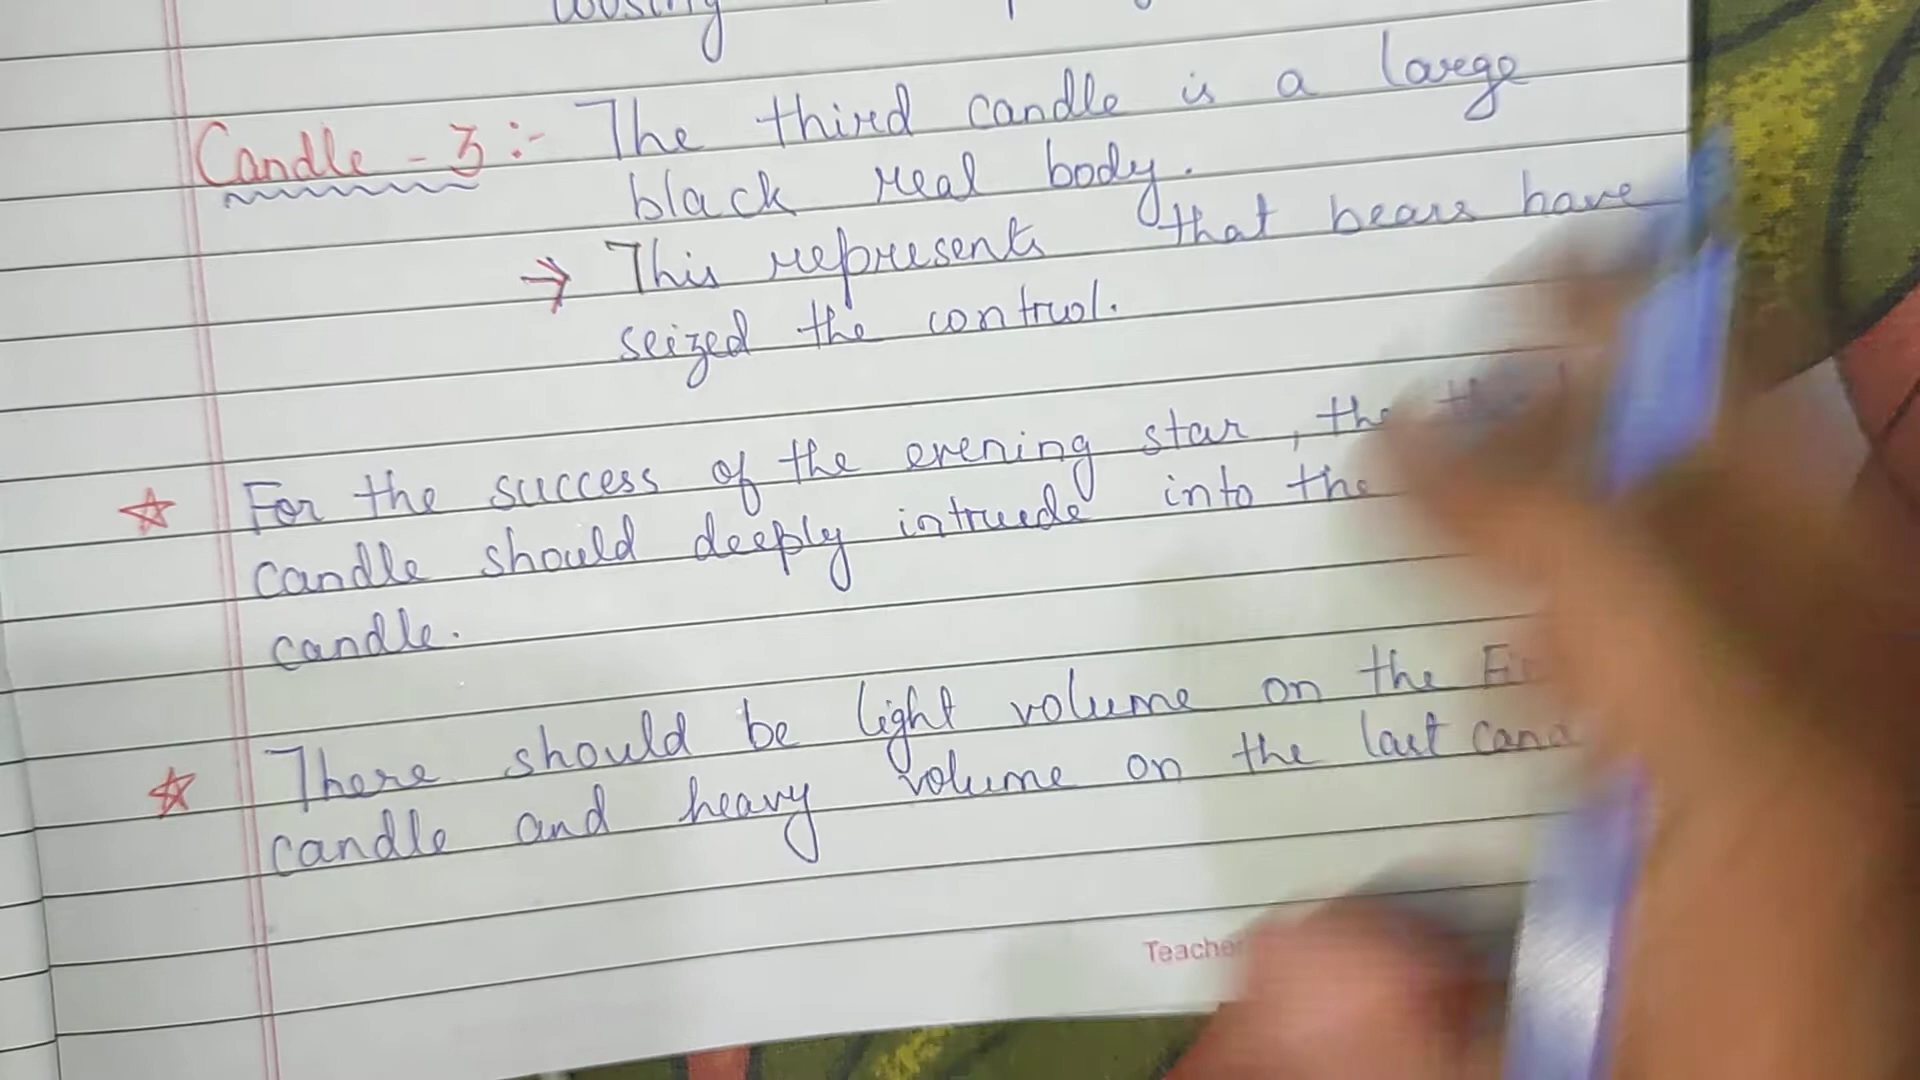 Candle - 3 :- The third candle is a large
black real body.
→ This represents that bears have
seized the control.
☆ For the success of the evening star, the
candle should deeply intrude into the
candle.
☆ There should be light volume on the
candle and heavy volume on the last